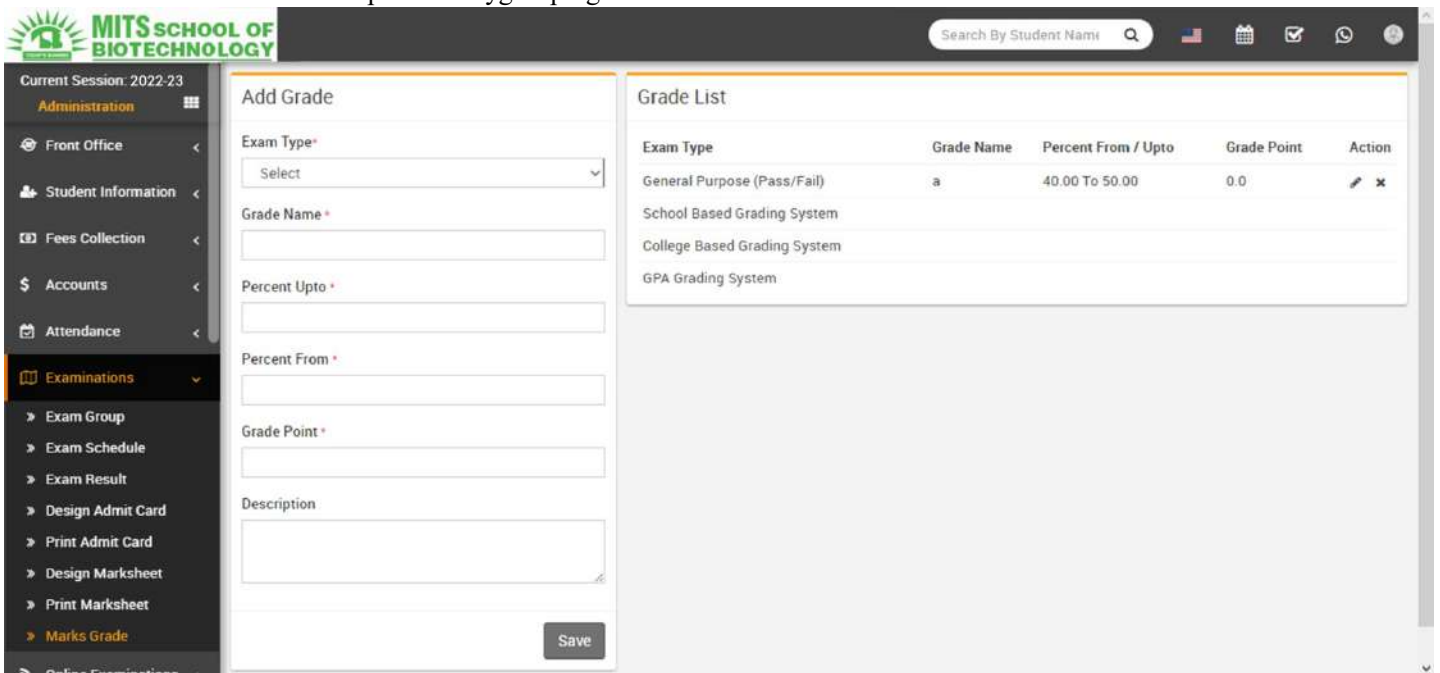 MITS SCHOOL OF
BIOTECHNOLOGY
Search By Student Name
Current Session: 2022-23
Administration
Front Office
Student Information
Fees Collection
$ Accounts
Attendance
Examinations
» Exam Group
» Exam Schedule
» Exam Result
» Design Admit Card
» Print Admit Card
» Design Marksheet
» Print Marksheet
» Marks Grade
Add Grade
Exam Type*
Select
Grade Name *
Percent Upto *
Percent From *
Grade Point *
Description
Save
Grade List
Exam Type Grade Name Percent From / Upto Grade Point Action
General Purpose (Pass/Fail) a 40.00 To 50.00 0.0
School Based Grading System
College Based Grading System
GPA Grading System